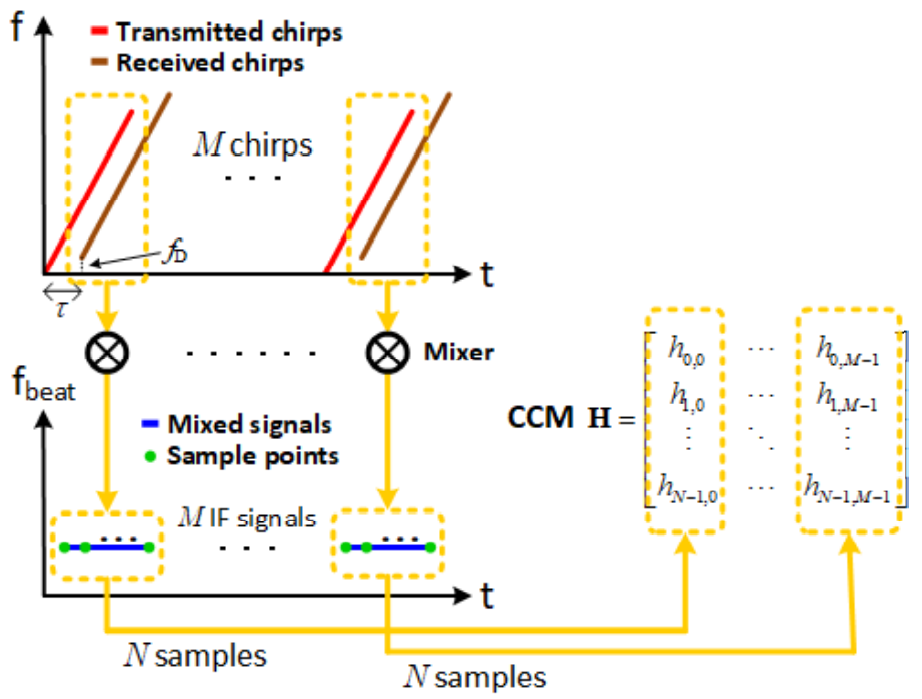 f
Transmitted chirps
Received chirps
M chirps
. . . .
f_D
τ
t
Mixer
f_beat
Mixed signals
Sample points
M IF signals
. . . .
t
N samples
N samples
CCM H =
h_{0,0} ⋯ h_{0,M−1}
h_{1,0} ⋯ h_{1,M−1}
⋮ ⋱ ⋮
h_{N−1,0} ⋯ h_{N−1,M−1}